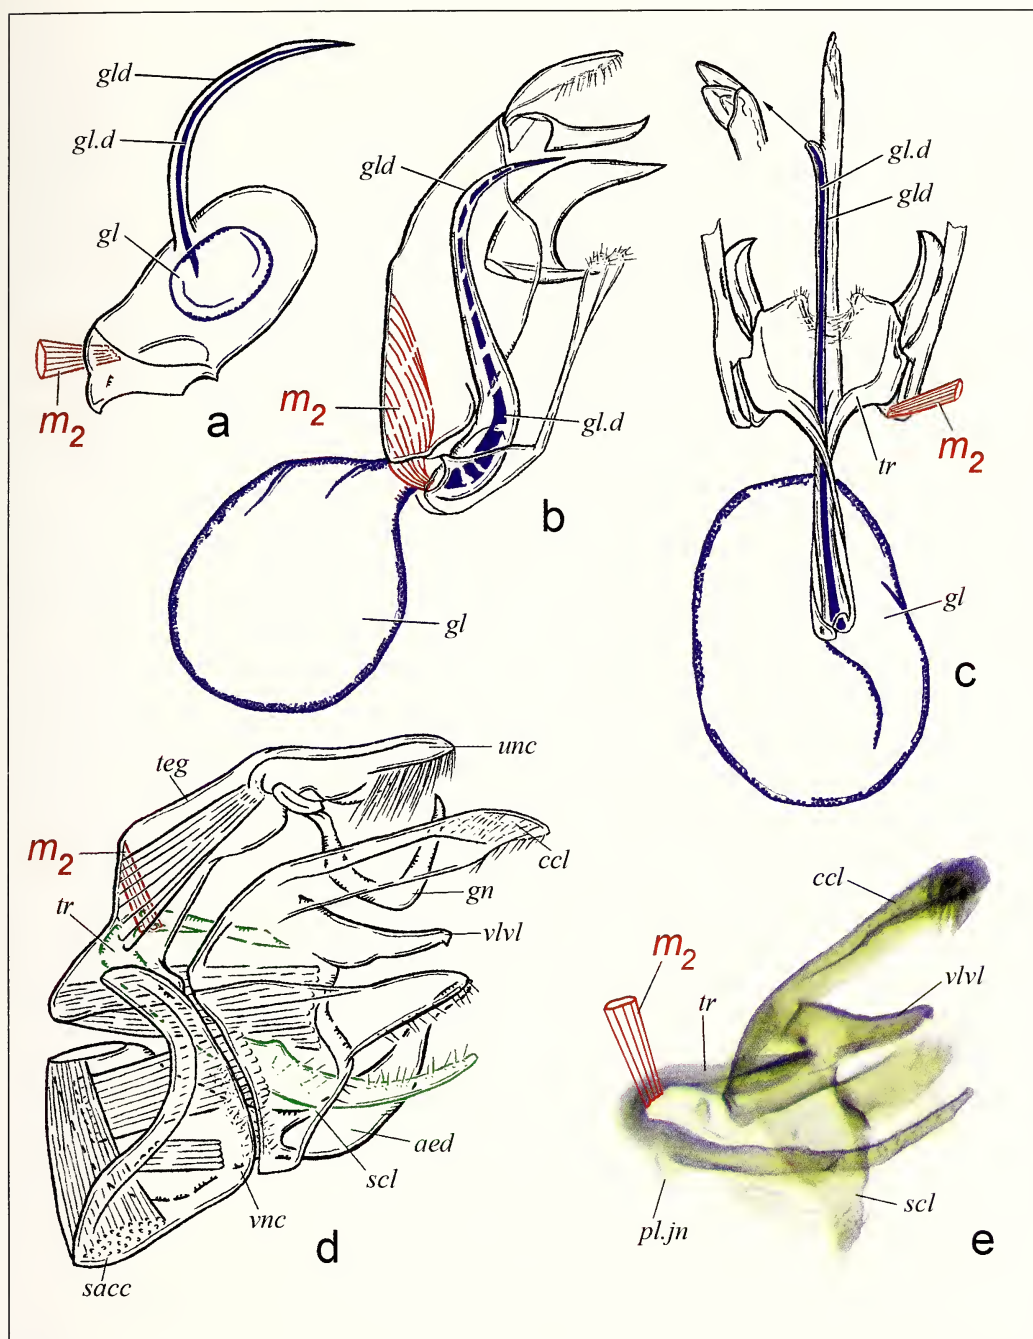 gld
gl.d
gl
m2
a
gld
m2
gl.d
b
gl
gl.d
gld
m2
tr
gl
c
unc
teg
m2
ccl
gn
tr
vlvl
aed
scl
vnc
d
sacc
ccl
m2
vlvl
tr
scl
pl.jn
e